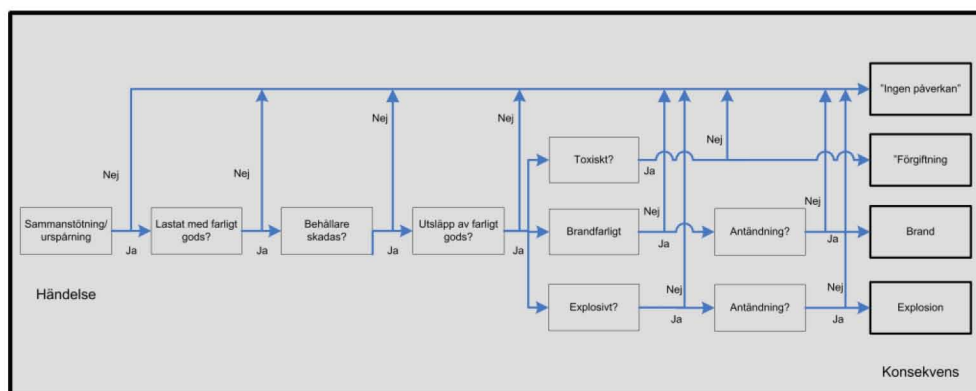 "Ingen påverkan"
Nej
Nej
Nej
Nej
Nej
Toxiskt?
Ja
"Förgiftning
Sammanstötning/
urspårning
Ja
Lastat med farligt
gods?
Ja
Behållare
skadas?
Ja
Utsläpp av farligt
gods?
Ja
Nej
Brandfarligt
Ja
Antändning?
Nej
Ja
Brand
Händelse
Explosivt?
Nej
Ja
Antändning?
Nej
Ja
Explosion
Konsekvens